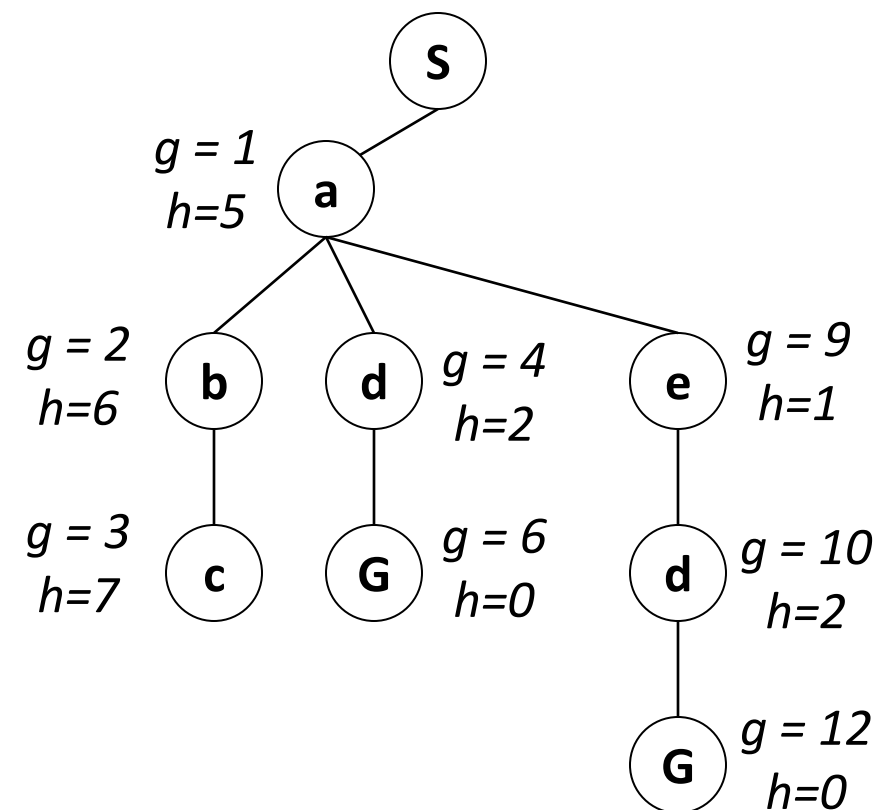 S
g = 1
h=5
a
g = 2
h=6
b
d
g = 4
h=2
e
g = 9
h=1
g = 3
h=7
c
G
g = 6
h=0
d
g = 10
h=2
G
g = 12
h=0